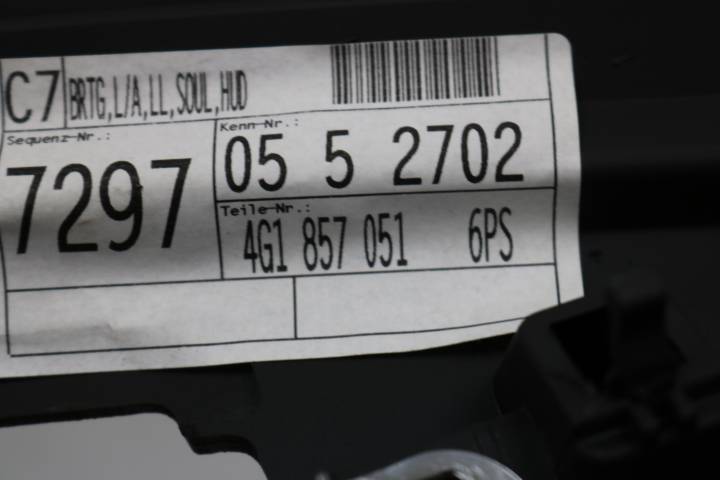 C7 BRTG,L/A,LL,SOUL,HUD
Sequenz Nr.:
7297
Kenn-Nr.:
05 5 2702
Teile-Nr.:
4G1 857 051 6PS